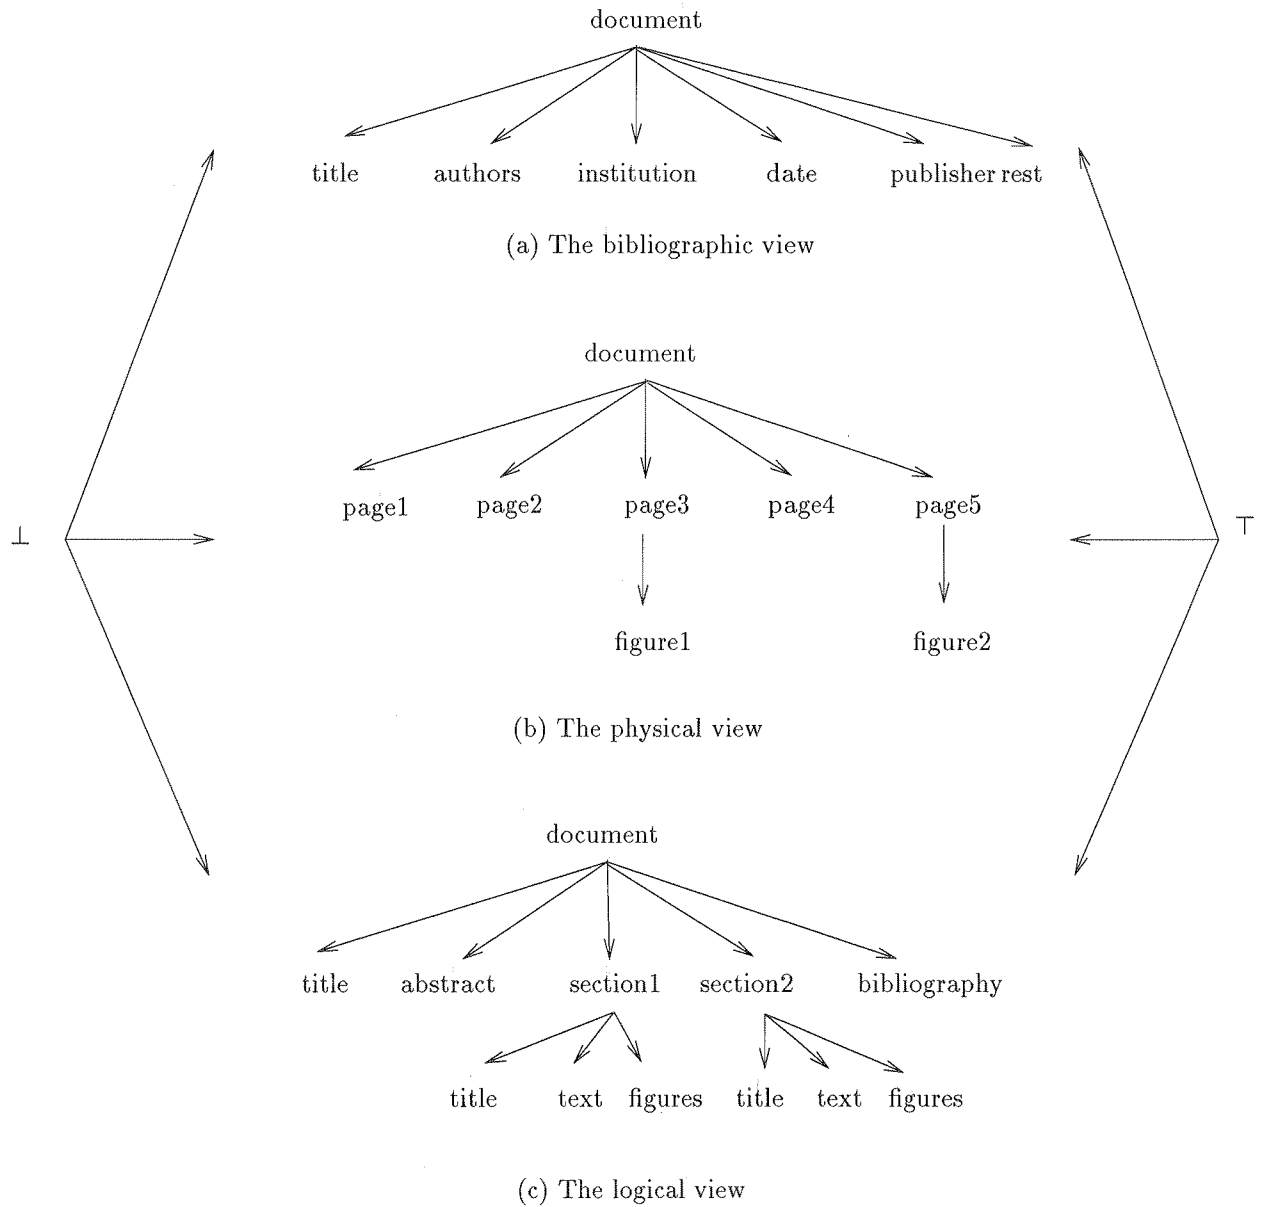 document
title authors institution date publisher rest
(a) The bibliographic view
document
page1 page2 page3 page4 page5
⊥ ⊤
figure1 figure2
(b) The physical view
document
title abstract section1 section2 bibliography
title text figures title text figures
(c) The logical view